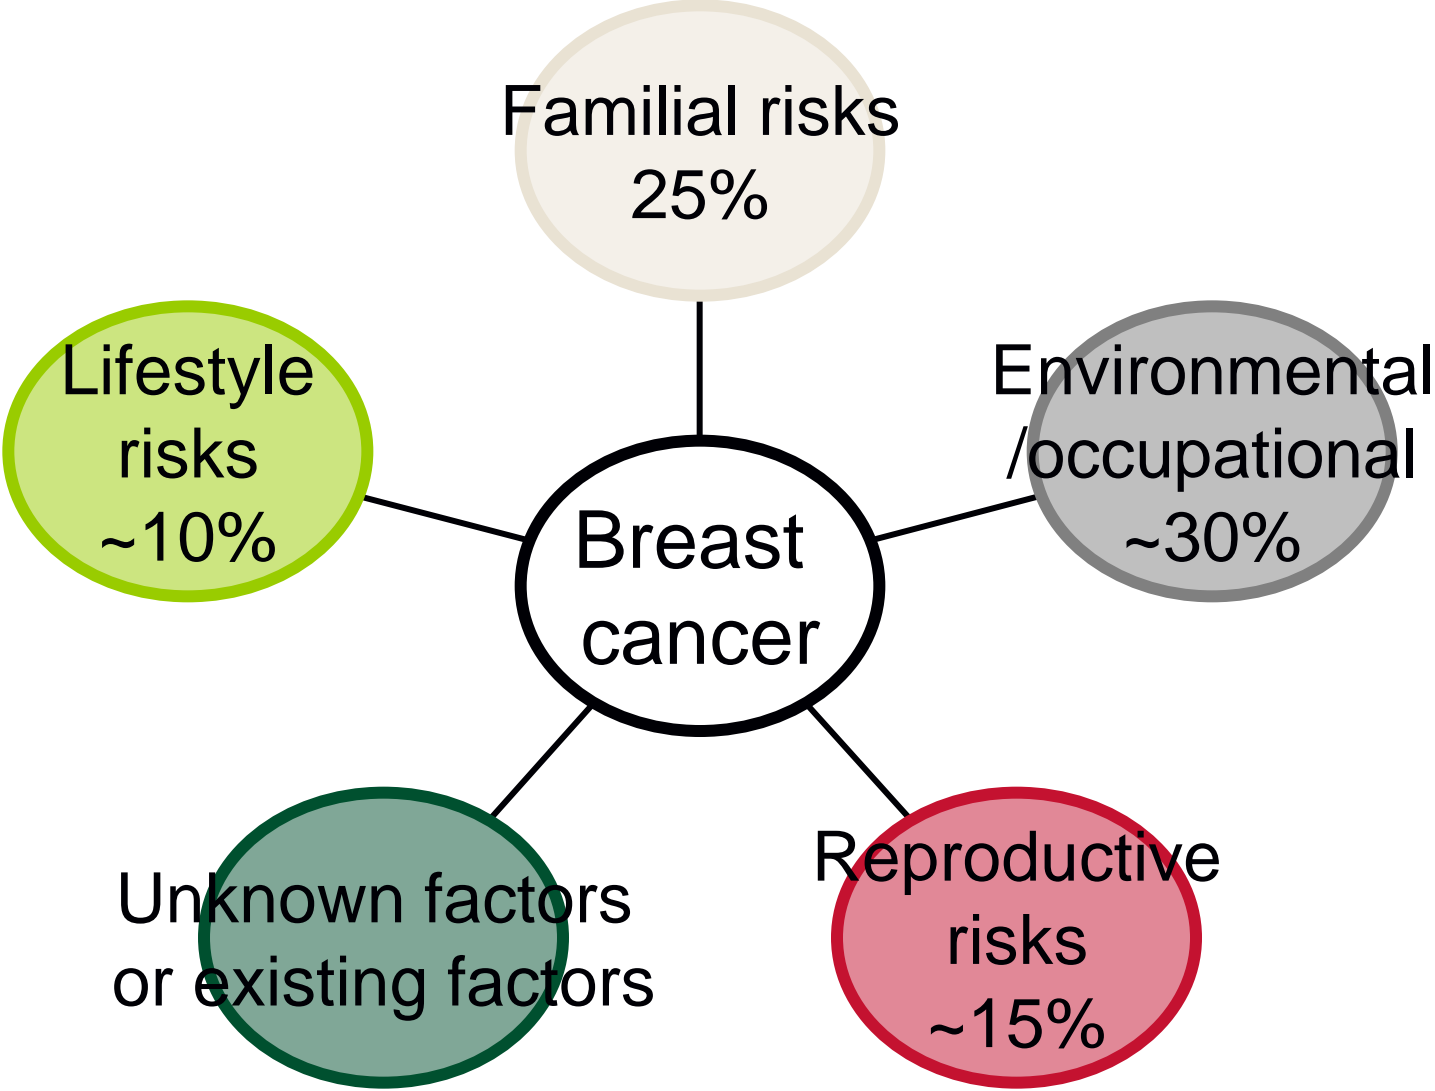 Familial risks
25%
Lifestyle
risks
~10%
Environmental
/occupational
~30%
Breast
cancer
Unknown factors
or existing factors
Reproductive
risks
~15%